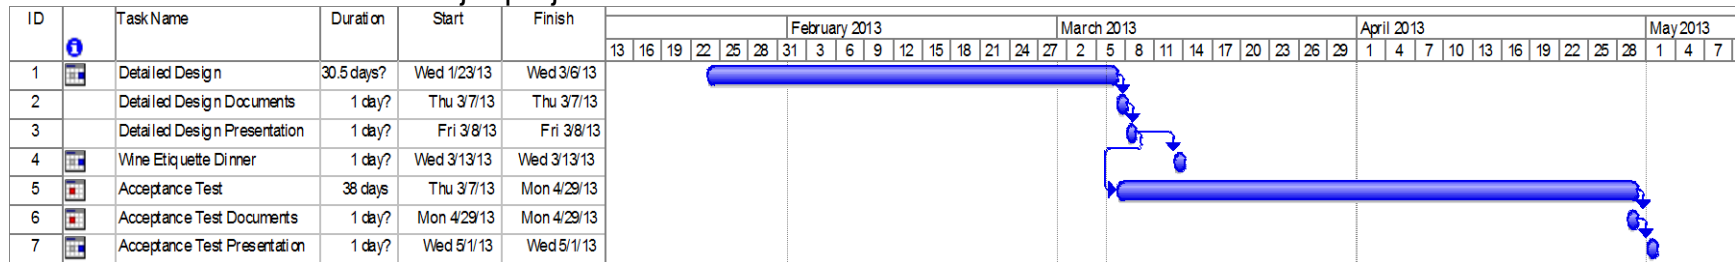 ID Task Name Duration Start Finish
February 2013 March 2013 April 2013 May 2013
13 16 19 22 25 28 31 3 6 9 12 15 18 21 24 27 2 5 8 11 14 17 20 23 26 29 1 4 7 10 13 16 19 22 25 28 1 4 7
1 Detailed Design 30.5 days? Wed 1/23/13 Wed 3/6/13
2 Detailed Design Documents 1 day? Thu 3/7/13 Thu 3/7/13
3 Detailed Design Presentation 1 day? Fri 3/8/13 Fri 3/8/13
4 Wine Etiquette Dinner 1 day? Wed 3/13/13 Wed 3/13/13
5 Acceptance Test 38 days Thu 3/7/13 Mon 4/29/13
6 Acceptance Test Documents 1 day? Mon 4/29/13 Mon 4/29/13
7 Acceptance Test Presentation 1 day? Wed 5/1/13 Wed 5/1/13